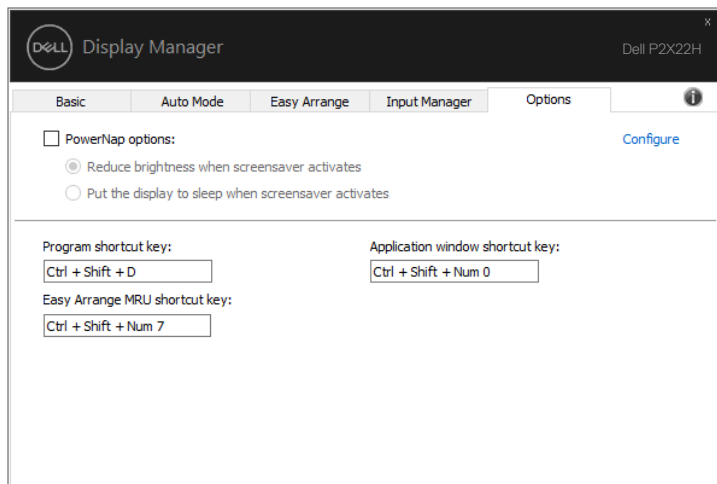 x
DELL Display Manager
Dell P2X22H
Basic Auto Mode Easy Arrange Input Manager Options i
PowerNap options:
Configure
Reduce brightness when screensaver activates
Put the display to sleep when screensaver activates
Program shortcut key:
Application window shortcut key:
Ctrl + Shift + D
Ctrl + Shift + Num 0
Easy Arrange MRU shortcut key:
Ctrl + Shift + Num 7